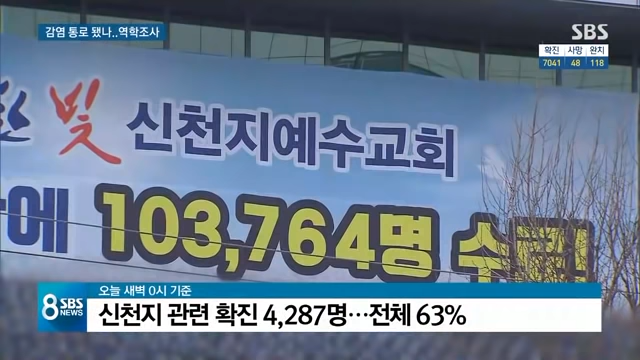 감염 통로 됐나..역학조사
SBS
확진 사망 완치
7041 48 118
빛 신천지예수교회
에 103,764명
오늘 새벽 0시 기준
8 SBS NEWS
신천지 관련 확진 4,287명…전체 63%